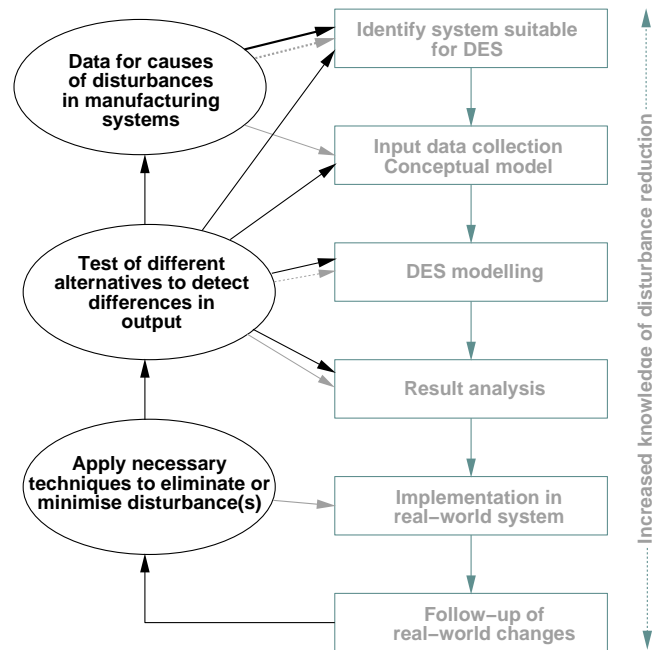 Data for causes
of disturbances
in manufacturing
systems
Test of different
alternatives to detect
differences in
output
Apply necessary
techniques to eliminate or
minimise disturbance(s)
Identify system suitable
for DES
Input data collection
Conceptual model
DES modelling
Result analysis
Implementation in
real−world system
Follow−up of
real−world changes
Increased knowledge of disturbance reduction